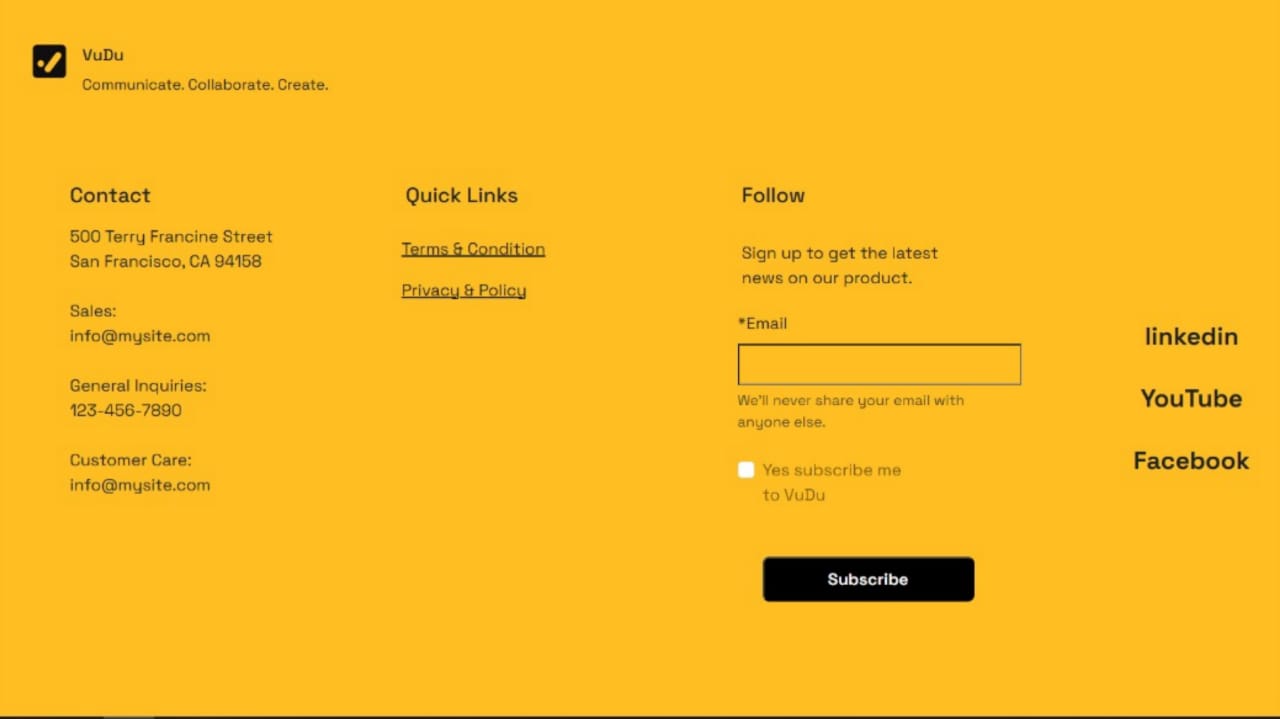 VuDu
Communicate. Collaborate. Create.
Contact
500 Terry Francine Street
San Francisco, CA 94158
Sales:
info@mysite.com
General Inquiries:
123-456-7890
Customer Care:
info@mysite.com
Quick Links
Terms & Condition
Privacy & Policy
Follow
Sign up to get the latest
news on our product.
*Email
We'll never share your email with
anyone else.
Yes subscribe me
to VuDu
Subscribe
linkedin
YouTube
Facebook